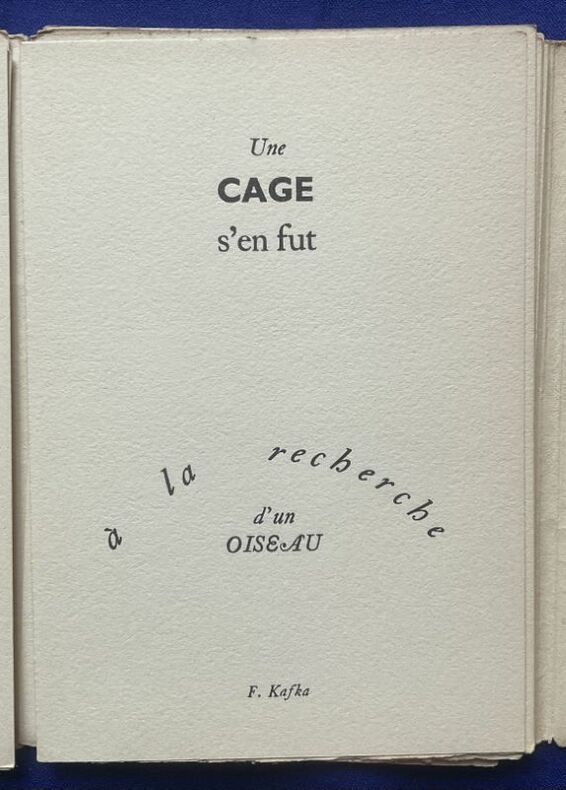 Une
CAGE
s'en fut
à la recherche
d'un
OISEAU
F. Kafka